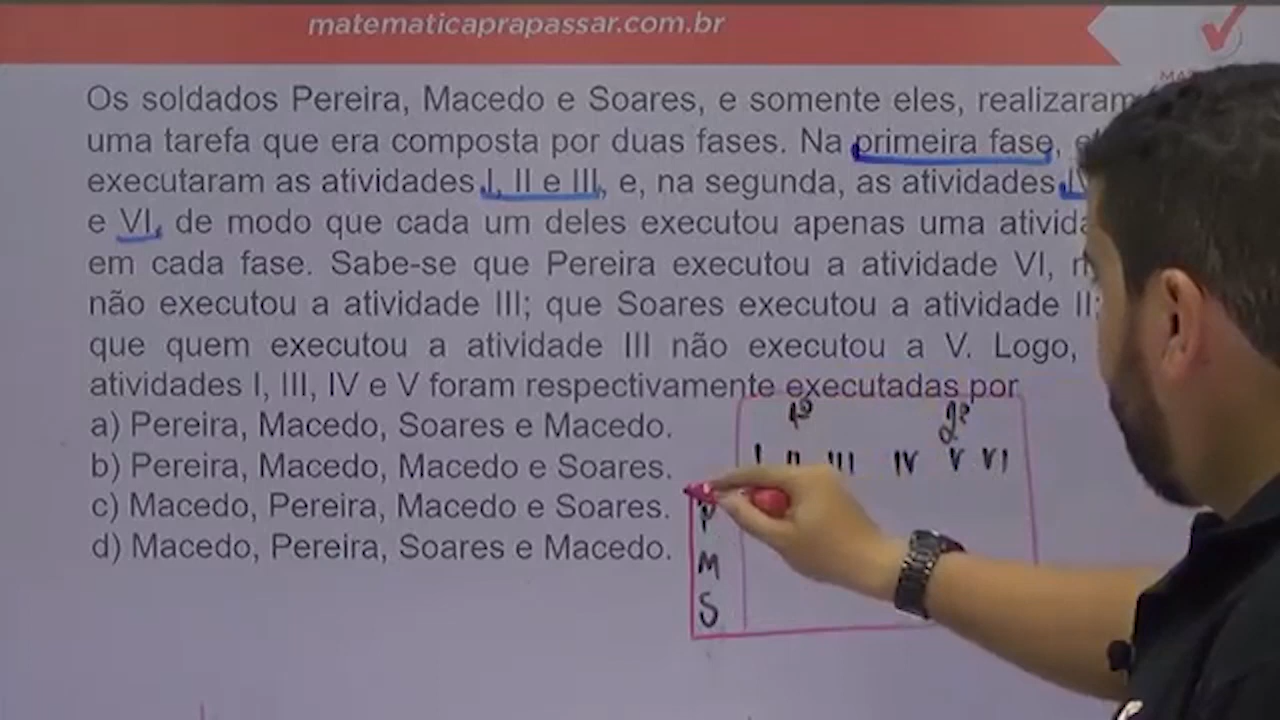 matematicaprapassar.com.br
Os soldados Pereira, Macedo e Soares, e somente eles, realizaram
uma tarefa que era composta por duas fases. Na primeira fase,
executaram as atividades I, II e III, e, na segunda, as atividades
e VI, de modo que cada um deles executou apenas uma
em cada fase. Sabe-se que Pereira executou a atividade VI,
não executou a atividade III; que Soares executou a atividade II;
que quem executou a atividade III não executou a V. Logo,
atividades I, III, IV e V foram respectivamente executadas por
a) Pereira, Macedo, Soares e Macedo.
b) Pereira, Macedo, Macedo e Soares.
c) Macedo, Pereira, Macedo e Soares.
d) Macedo, Pereira, Soares e Macedo.
1º 2º
I II III IV V VI
P
M
S